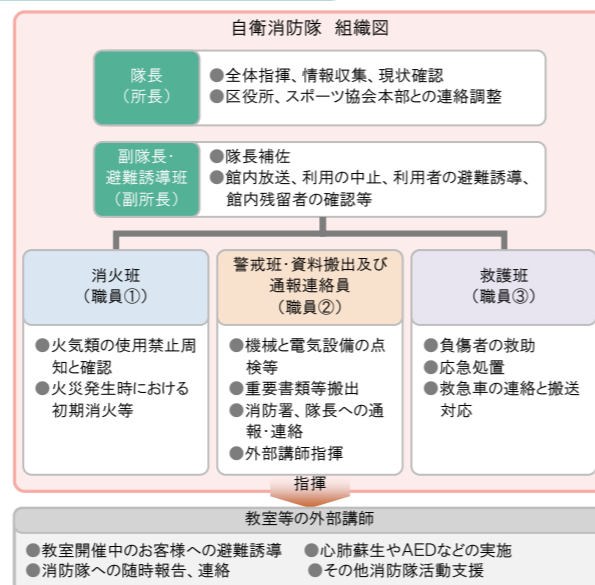 自衛消防隊 組織図
隊長
(所長)
●全体指揮、情報収集、現状確認
●区役所、スポーツ協会本部との連絡調整
副隊長・
避難誘導班
(副所長)
●隊長補佐
●館内放送、利用の中止、利用者の避難誘導、
館内残留者の確認等
消火班
(職員①)
●火気類の使用禁止周
知と確認
●火災発生時における
初期消火等
警戒班・資料搬出及び
通報連絡員
(職員②)
●機械と電気設備の点
検等
●重要書類等搬出
●消防署、隊長への通
報・連絡
●外部講師指揮
救護班
(職員③)
●負傷者の救助
●応急処置
●救急車の連絡と搬送
対応
指揮
教室等の外部講師
●教室開催中のお客様への避難誘導
●消防隊への随時報告、連絡
●心肺蘇生やAEDなどの実施
●その他消防隊活動支援